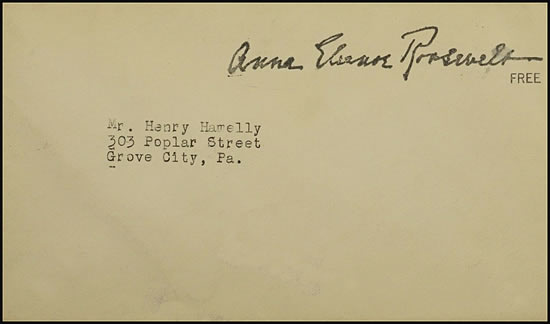 Anna Eleanor Roosevelt
FREE
Mr. Henry Hamelly
303 Poplar Street
Grove City, Pa.